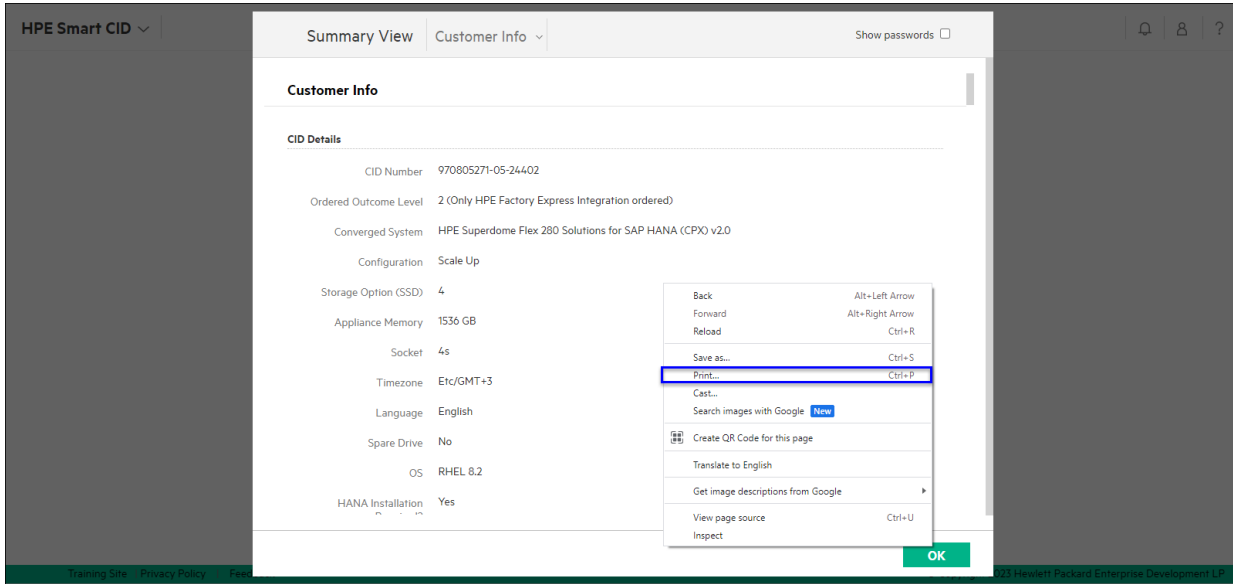 HPE Smart CID
Summary View
Customer Info
Show passwords
?
Customer Info
CID Details
CID Number 970805271-05-24402
Ordered Outcome Level 2 (Only HPE Factory Express Integration ordered)
Converged System HPE Superdome Flex 280 Solutions for SAP HANA (CPX) v2.0
Configuration Scale Up
Storage Option (SSD) 4
Appliance Memory 1536 GB
Socket 4s
Timezone Etc/GMT+3
Language English
Spare Drive No
OS RHEL 8.2
HANA Installation Yes
Back Alt+Left Arrow
Forward Alt+Right Arrow
Reload Ctrl+R
Save as... Ctrl+S
Print... Ctrl+P
Cast...
Search images with Google New
Create QR Code for this page
Translate to English
Get image descriptions from Google
View page source Ctrl+U
Inspect
OK
Training Site Privacy Policy
2023 Hewlett Packard Enterprise Development LP